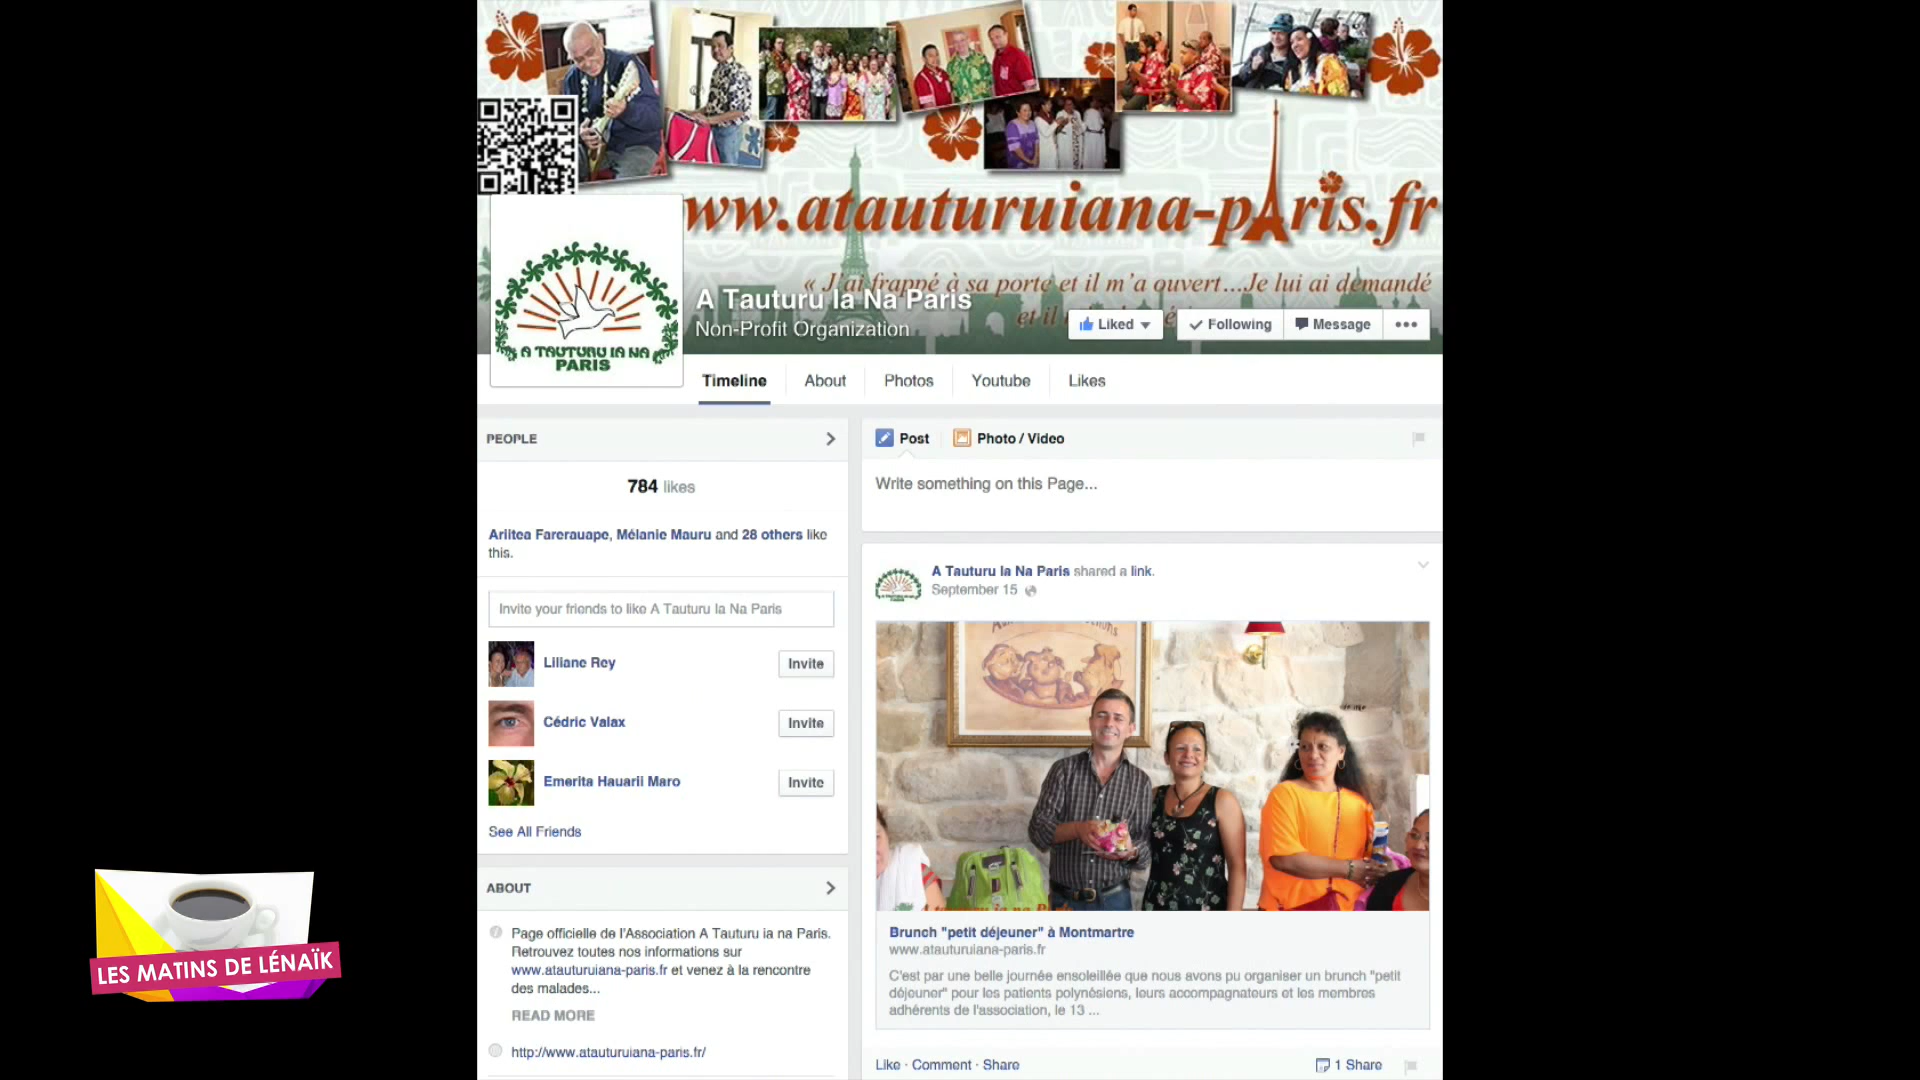 www.atauturuiana-paris.fr
« J'ai frappé à sa porte et il m'a ouvert...Je lui ai demandé
et il
A TAUTURU IA NA
PARIS
A Tauturu Ia Na Paris
Non-Profit Organization
Liked
Following
Message
Timeline
About
Photos
Youtube
Likes
PEOPLE
784 likes
Ariitea Farerauape, Mélanie Mauru and 28 others like
this.
Invite your friends to like A Tauturu Ia Na Paris
Liliane Rey
Invite
Cédric Valax
Invite
Emerita Hauarii Maro
Invite
See All Friends
ABOUT
Page officielle de l'Association A Tauturu ia na Paris.
Retrouvez toutes nos informations sur
www.atauturuiana-paris.fr et venez à la rencontre
des malades...
READ MORE
http://www.atauturuiana-paris.fr/
Post
Photo / Video
Write something on this Page...
A Tauturu Ia Na Paris shared a link.
September 15
Brunch "petit déjeuner" à Montmartre
www.atauturuiana-paris.fr
C'est par une belle journée ensoleillée que nous avons pu organiser un brunch "petit
déjeuner" pour les patients polynésiens, leurs accompagnateurs et les membres
adhérents de l'association, le 13 ...
Like · Comment · Share
1 Share
LES MATINS DE LÉNAÏK